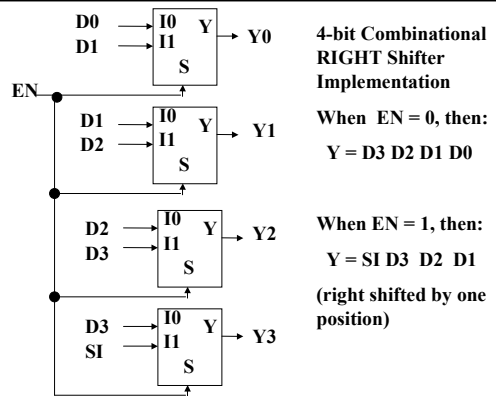 D0 I0 Y Y0
D1 I1
S
EN
D1 I0 Y Y1
D2 I1
S
D2 I0 Y Y2
D3 I1
S
D3 I0 Y Y3
SI I1
S
4-bit Combinational
RIGHT Shifter
Implementation
When EN = 0, then:
Y = D3 D2 D1 D0
When EN = 1, then:
Y = SI D3 D2 D1
(right shifted by one
position)